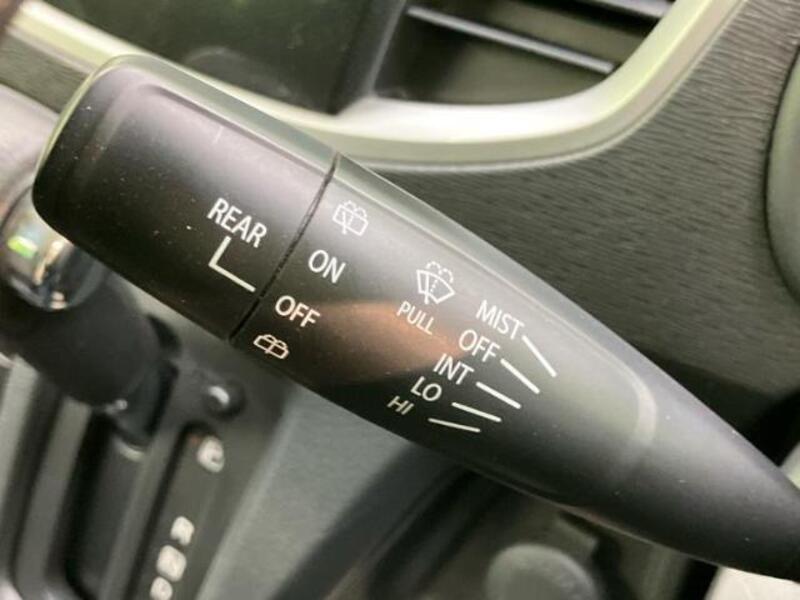 REAR
ON
OFF
PULL
MIST
OFF
INT
LO
HI
R